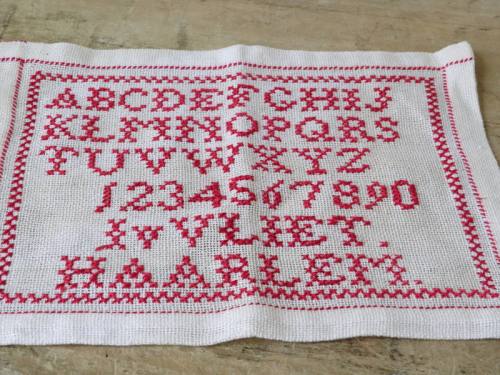 ABCDEFGHIJ
KLMNOPQRS
TUVWXYZ
1234567890
J v VLIET.
HAARLEM.